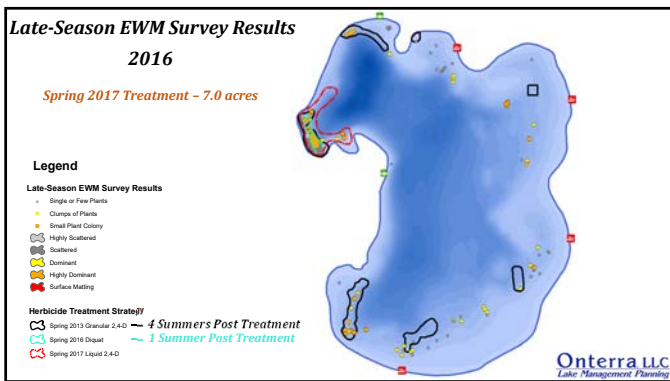 Late-Season EWM Survey Results
2016
Spring 2017 Treatment – 7.0 acres
Legend
Late-Season EWM Survey Results
Single or Few Plants
Clumps of Plants
Small Plant Colony
Highly Scattered
Scattered
Dominant
Highly Dominant
Surface Matting
Herbicide Treatment Strategy
Spring 2013 Granular 2,4-D — 4 Summers Post Treatment
Spring 2016 Diquat — 1 Summer Post Treatment
Spring 2017 Liquid 2,4-D
Onterra LLC
Lake Management Planning